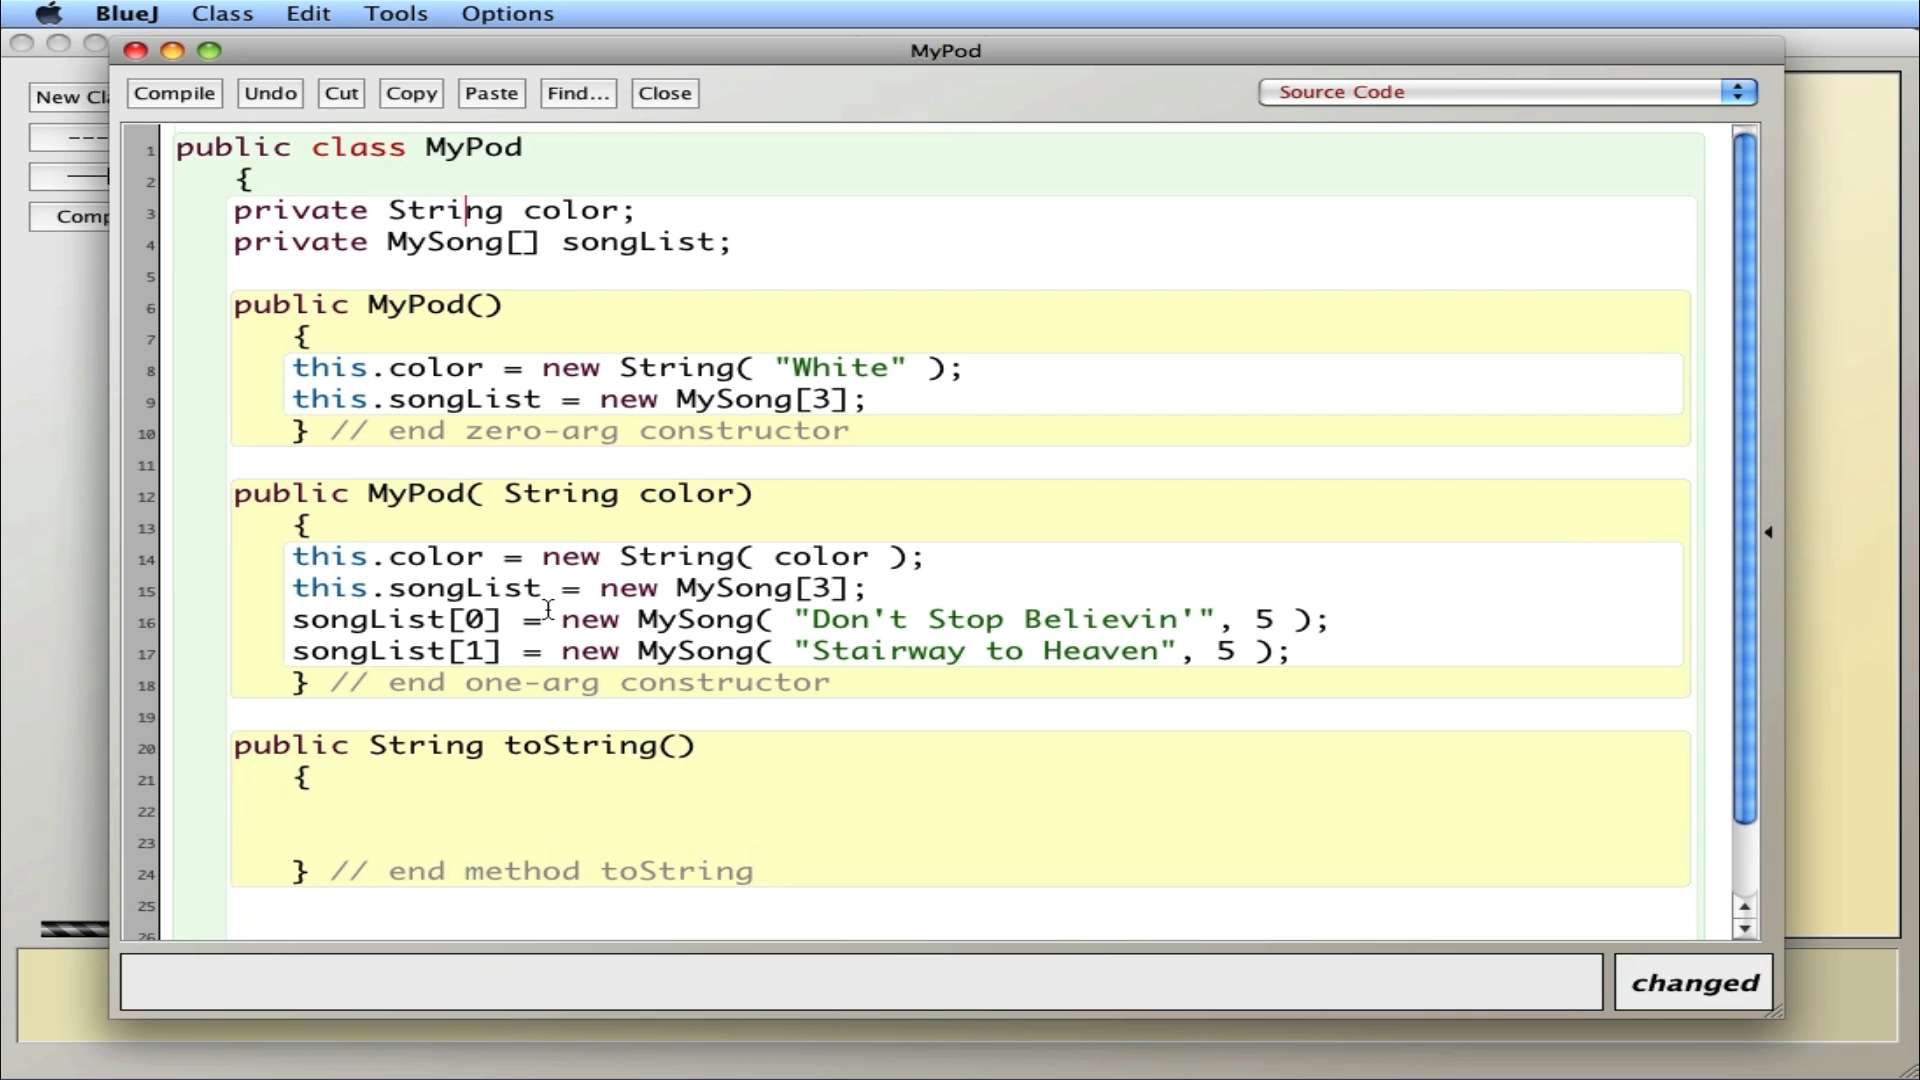 BlueJ Class Edit Tools Options
MyPod
Compile Undo Cut Copy Paste Find... Close Source Code
New Cl
Comp
1 public class MyPod
2 {
3 private String color;
4 private MySong[] songList;
5
6 public MyPod()
7 {
8 this.color = new String( "White" );
9 this.songList = new MySong[3];
10 } // end zero-arg constructor
11
12 public MyPod( String color)
13 {
14 this.color = new String( color );
15 this.songList = new MySong[3];
16 songList[0] = new MySong( "Don't Stop Believin'", 5 );
17 songList[1] = new MySong( "Stairway to Heaven", 5 );
18 } // end one-arg constructor
19
20 public String toString()
21 {
22
23
24 } // end method toString
25
26
changed